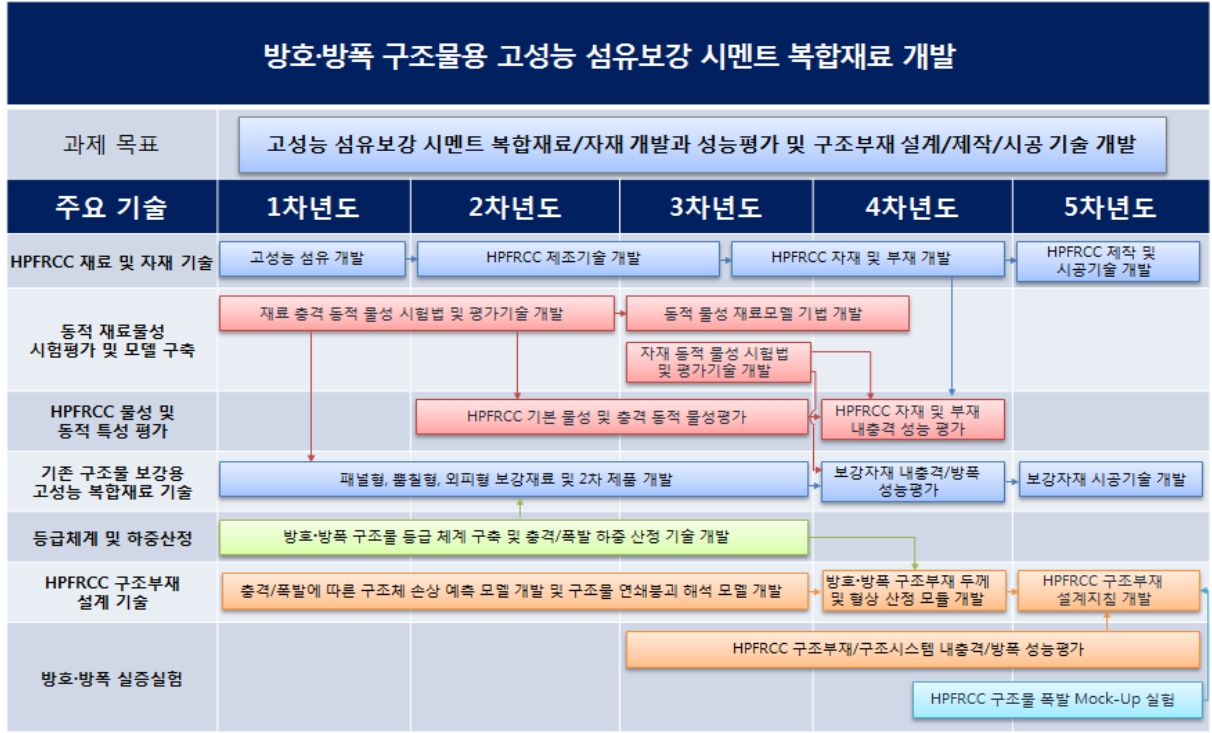 방호·방폭 구조물용 고성능 섬유보강 시멘트 복합재료 개발
과제 목표
고성능 섬유보강 시멘트 복합재료/자재 개발과 성능평가 및 구조부재 설계/제작/시공 기술 개발
주요 기술
1차년도
2차년도
3차년도
4차년도
5차년도
HPFRCC 재료 및 자재 기술
고성능 섬유 개발
HPFRCC 제조기술 개발
HPFRCC 자재 및 부재 개발
HPFRCC 제작 및
시공기술 개발
동적 재료물성
시험평가 및 모델 구축
재료 충격 동적 물성 시험법 및 평가기술 개발
동적 물성 재료모델 기법 개발
자재 동적 물성 시험법
및 평가기술 개발
HPFRCC 물성 및
동적 특성 평가
HPFRCC 기본 물성 및 충격 동적 물성평가
HPFRCC 자재 및 부재
내충격 성능 평가
기존 구조물 보강용
고성능 복합재료 기술
패널형, 뿜칠형, 외피형 보강재료 및 2차 제품 개발
보강자재 내충격/방폭
성능평가
보강자재 시공기술 개발
등급체계 및 하중산정
방호·방폭 구조물 등급 체계 구축 및 충격/폭발 하중 산정 기술 개발
HPFRCC 구조부재
설계 기술
충격/폭발에 따른 구조체 손상 예측 모델 개발 및 구조물 연쇄붕괴 해석 모델 개발
방호·방폭 구조부재 두께
및 형상 산정 모듈 개발
HPFRCC 구조부재
설계지침 개발
방호·방폭 실증실험
HPFRCC 구조부재/구조시스템 내충격/방폭 성능평가
HPFRCC 구조물 폭발 Mock-Up 실험